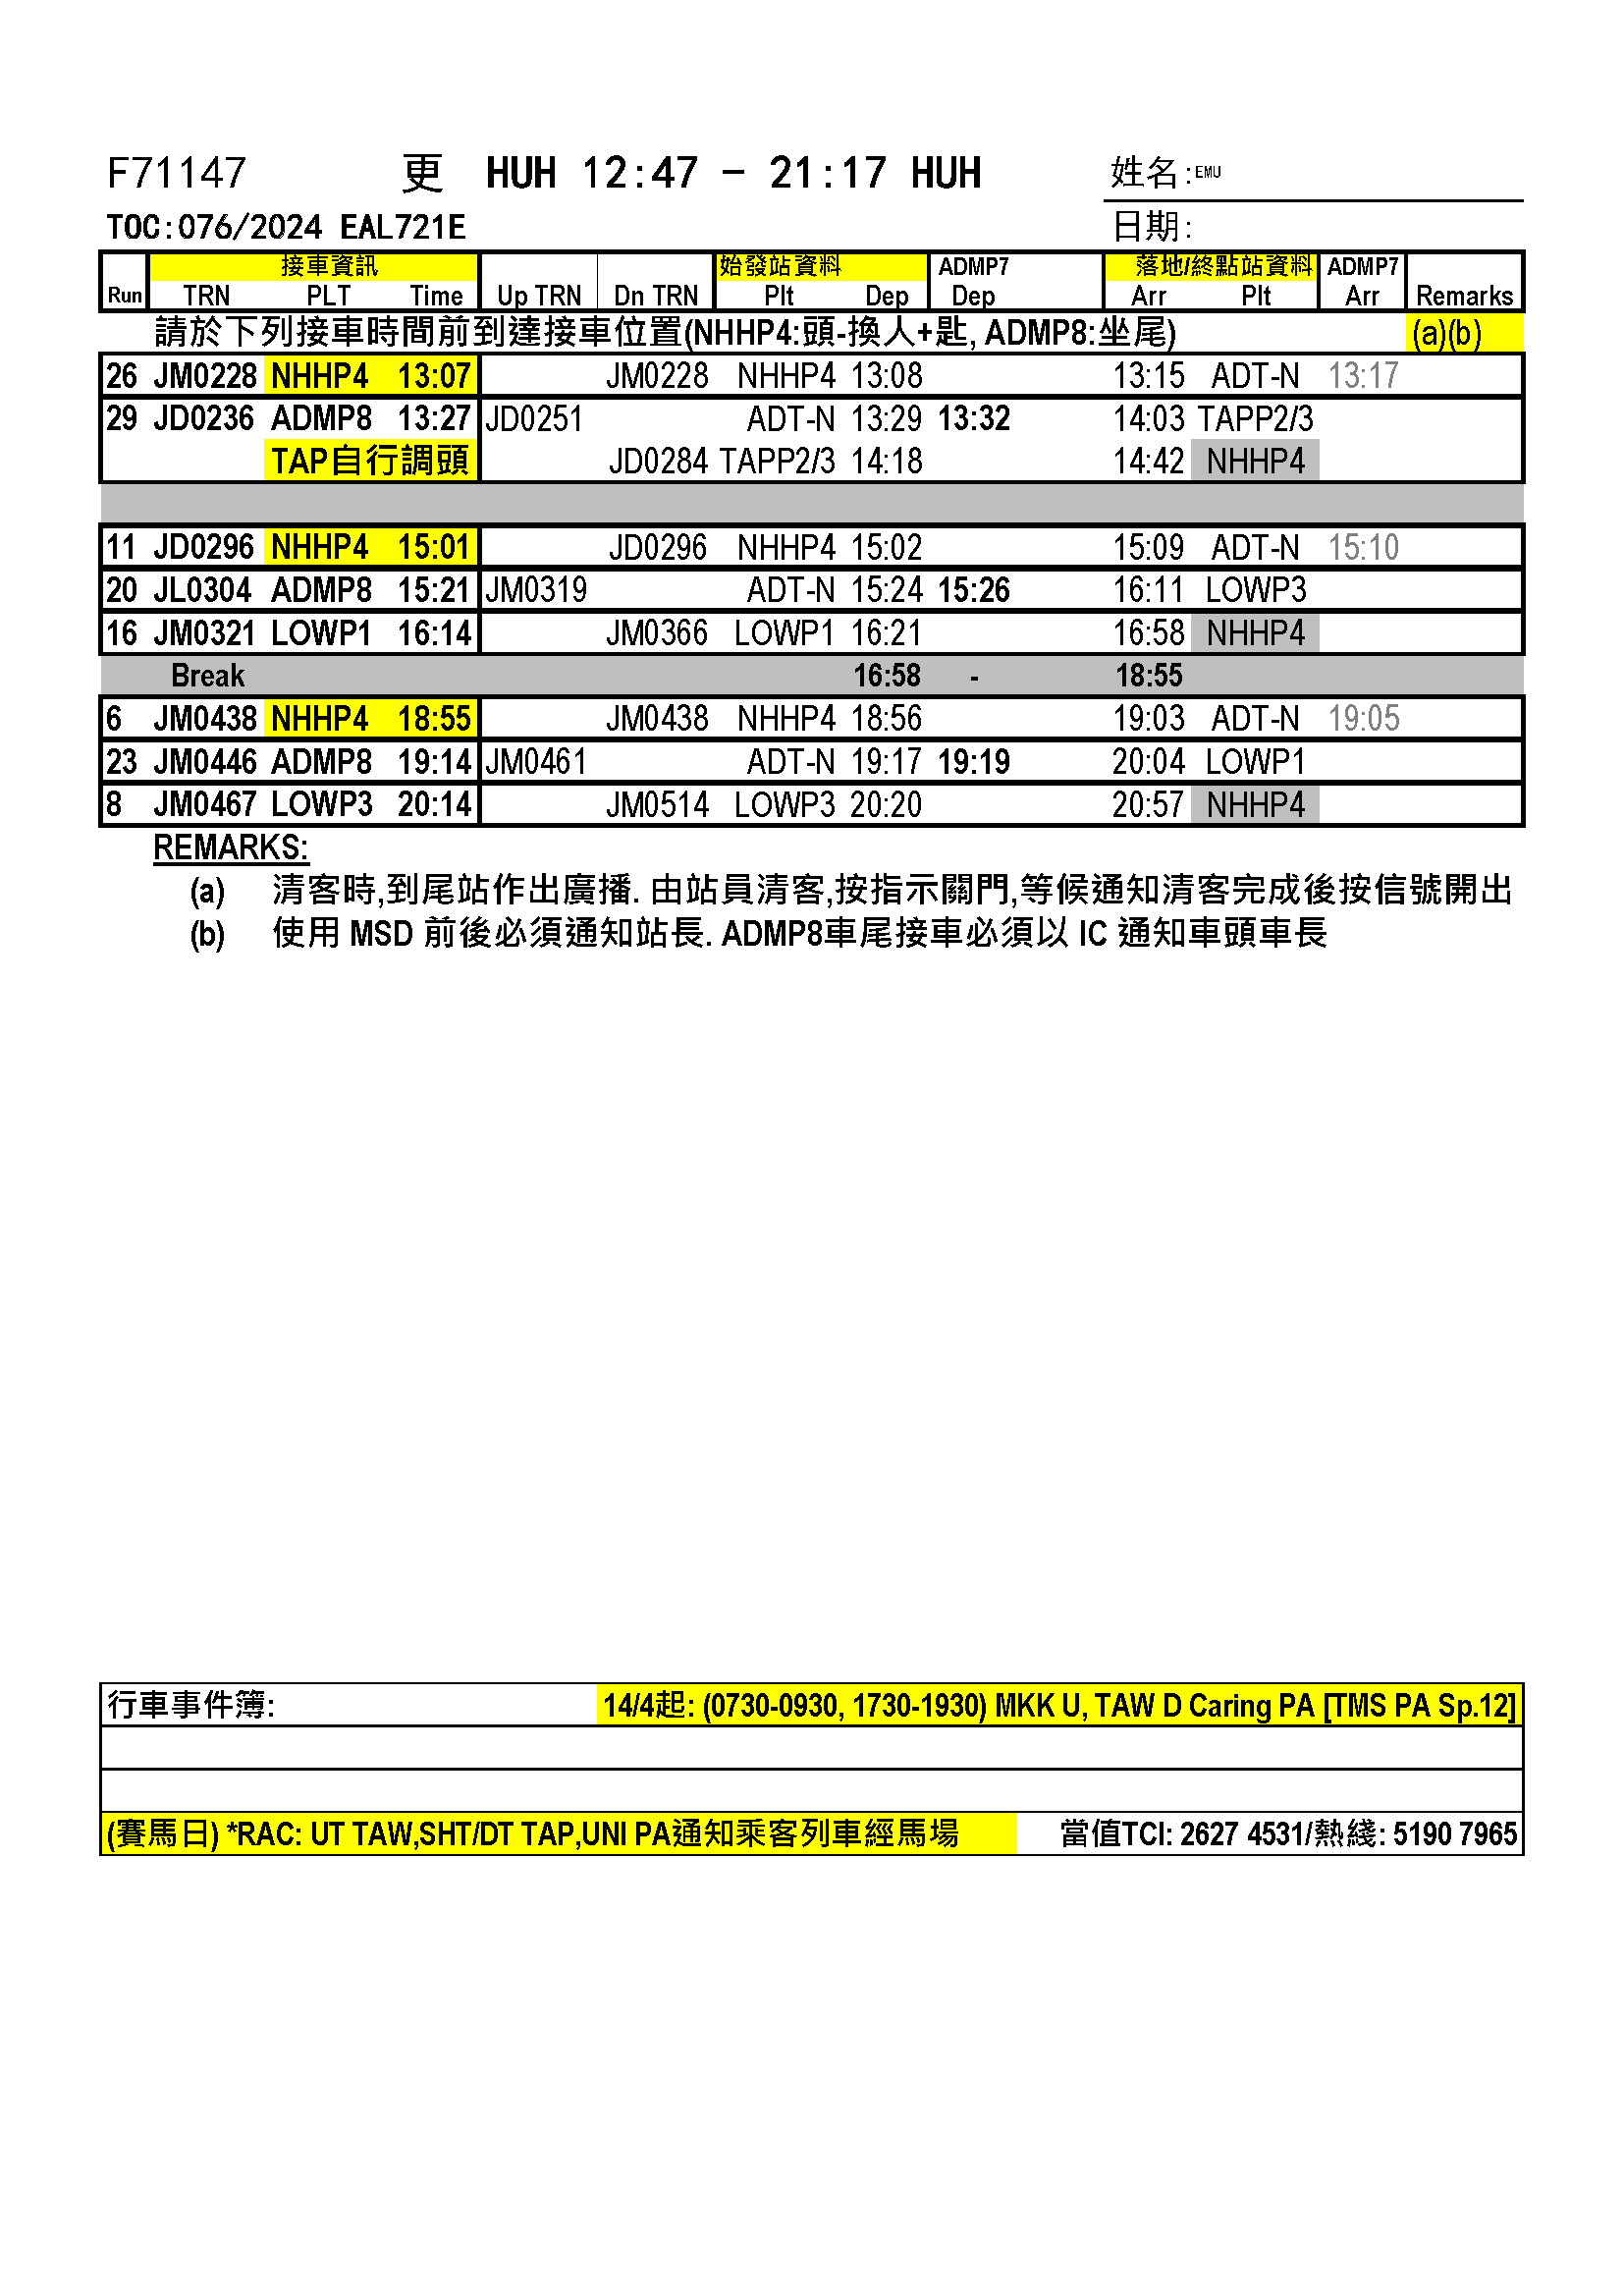 F71147 更 HUH 12:47 - 21:17 HUH 姓名:EMU
TOC:076/2024 EAL721E 日期:
接車資訊 始發站資料 ADMP7 落地/終點站資料 ADMP7
Run TRN PLT Time Up TRN Dn TRN Plt Dep Dep Arr Plt Arr Remarks
請於下列接車時間前到達接車位置(NHHP4:頭-換人+匙, ADMP8:坐尾) (a)(b)
26 JM0228 NHHP4 13:07 JM0228 NHHP4 13:08 13:15 ADT-N 13:17
29 JD0236 ADMP8 13:27 JD0251 ADT-N 13:29 13:32 14:03 TAPP2/3
TAP自行調頭 JD0284 TAPP2/3 14:18 14:42 NHHP4
11 JD0296 NHHP4 15:01 JD0296 NHHP4 15:02 15:09 ADT-N 15:10
20 JL0304 ADMP8 15:21 JM0319 ADT-N 15:24 15:26 16:11 LOWP3
16 JM0321 LOWP1 16:14 JM0366 LOWP1 16:21 16:58 NHHP4
Break 16:58 - 18:55
6 JM0438 NHHP4 18:55 JM0438 NHHP4 18:56 19:03 ADT-N 19:05
23 JM0446 ADMP8 19:14 JM0461 ADT-N 19:17 19:19 20:04 LOWP1
8 JM0467 LOWP3 20:14 JM0514 LOWP3 20:20 20:57 NHHP4
REMARKS:
(a) 清客時,到尾站作出廣播. 由站員清客,按指示關門,等候通知清客完成後按信號開出
(b) 使用 MSD 前後必須通知站長. ADMP8車尾接車必須以 IC 通知車頭車長
行車事件簿: 14/4起: (0730-0930, 1730-1930) MKK U, TAW D Caring PA [TMS PA Sp.12]
(賽馬日) *RAC: UT TAW,SHT/DT TAP,UNI PA通知乘客列車經馬場 當值TCI: 2627 4531/熱綫: 5190 7965